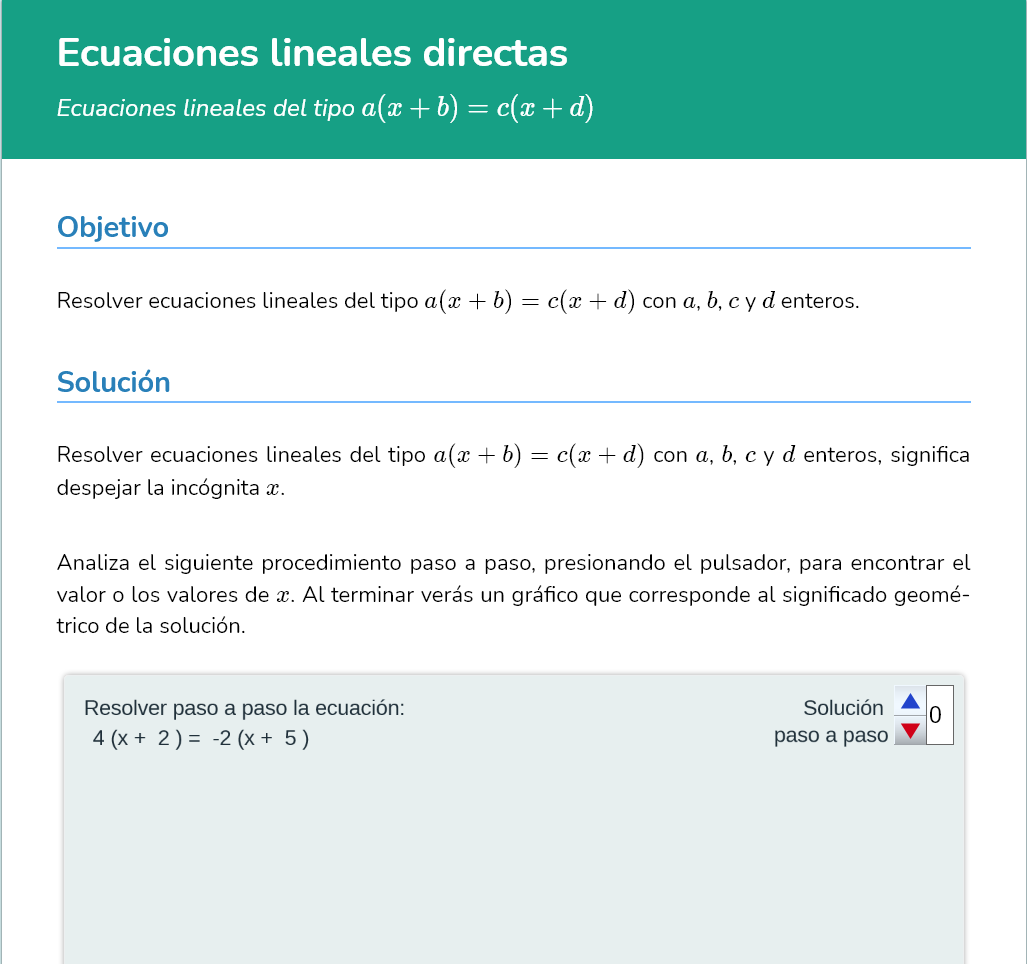 Ecuaciones lineales directas
Ecuaciones lineales del tipo a(x + b) = c(x + d)
Objetivo
Resolver ecuaciones lineales del tipo a(x + b) = c(x + d) con a, b, c y d enteros.
Solución
Resolver ecuaciones lineales del tipo a(x + b) = c(x + d) con a, b, c y d enteros, significa
despejar la incógnita x.
Analiza el siguiente procedimiento paso a paso, presionando el pulsador, para encontrar el
valor o los valores de x. Al terminar verás un gráfico que corresponde al significado geomé-
trico de la solución.
Resolver paso a paso la ecuación:
4 (x + 2 ) = -2 (x + 5 )
Solución
paso a paso
0